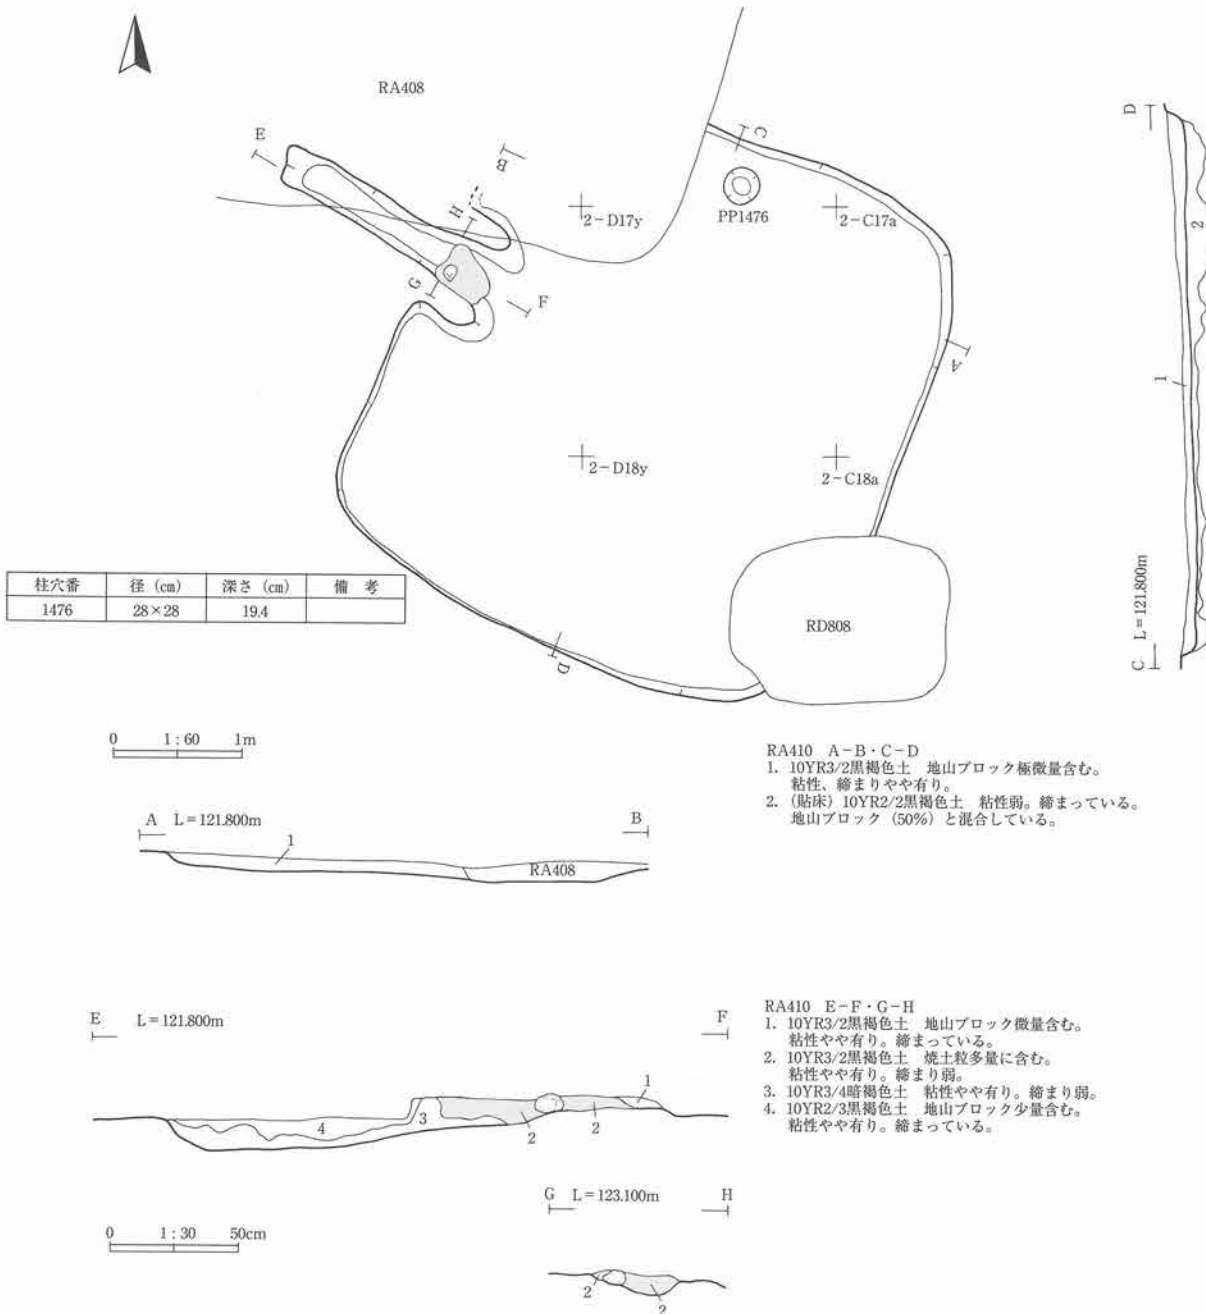 RA408
E
B
C
H
PP1476
2-D17y
2-C17a
G
F
A
2-D18y
2-C18a
D
RD808
D
2
1
L=121.800m
C
柱穴番 径 (cm) 深さ (cm) 備 考
1476 28×28 19.4
0 1:60 1m
RA410 A-B・C-D
1. 10YR3/2黒褐色土 地山ブロック極微量含む。
粘性、締まりやや有り。
2. (貼床) 10YR2/2黒褐色土 粘性弱。締まっている。
地山ブロック (50%) と混合している。
A L=121.800m B
1
RA408
RA410 E-F・G-H
1. 10YR3/2黒褐色土 地山ブロック微量含む。
粘性やや有り。締まっている。
2. 10YR3/2黒褐色土 焼土粒多量に含む。
粘性やや有り。締まり弱。
3. 10YR3/4暗褐色土 粘性やや有り。締まり弱。
4. 10YR2/3黒褐色土 地山ブロック少量含む。
粘性やや有り。締まっている。
E L=121.800m F
1
4 3
2 2
G L=123.100m H
0 1:30 50cm
2
2